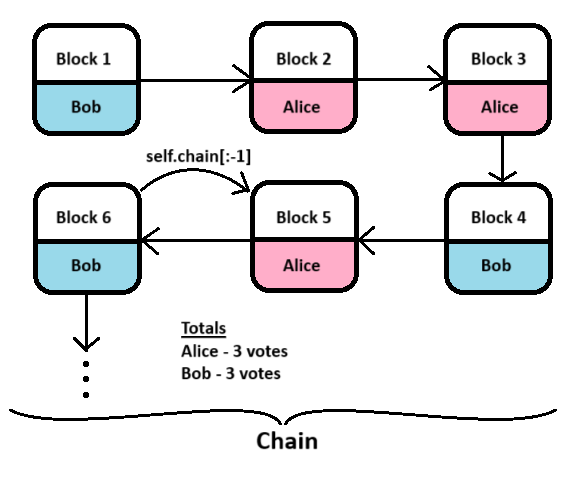 Block 1
Bob
Block 2
Alice
Block 3
Alice
self.chain[:-1]
Block 6
Bob
Block 5
Alice
Block 4
Bob
Totals
Alice - 3 votes
Bob - 3 votes
Chain